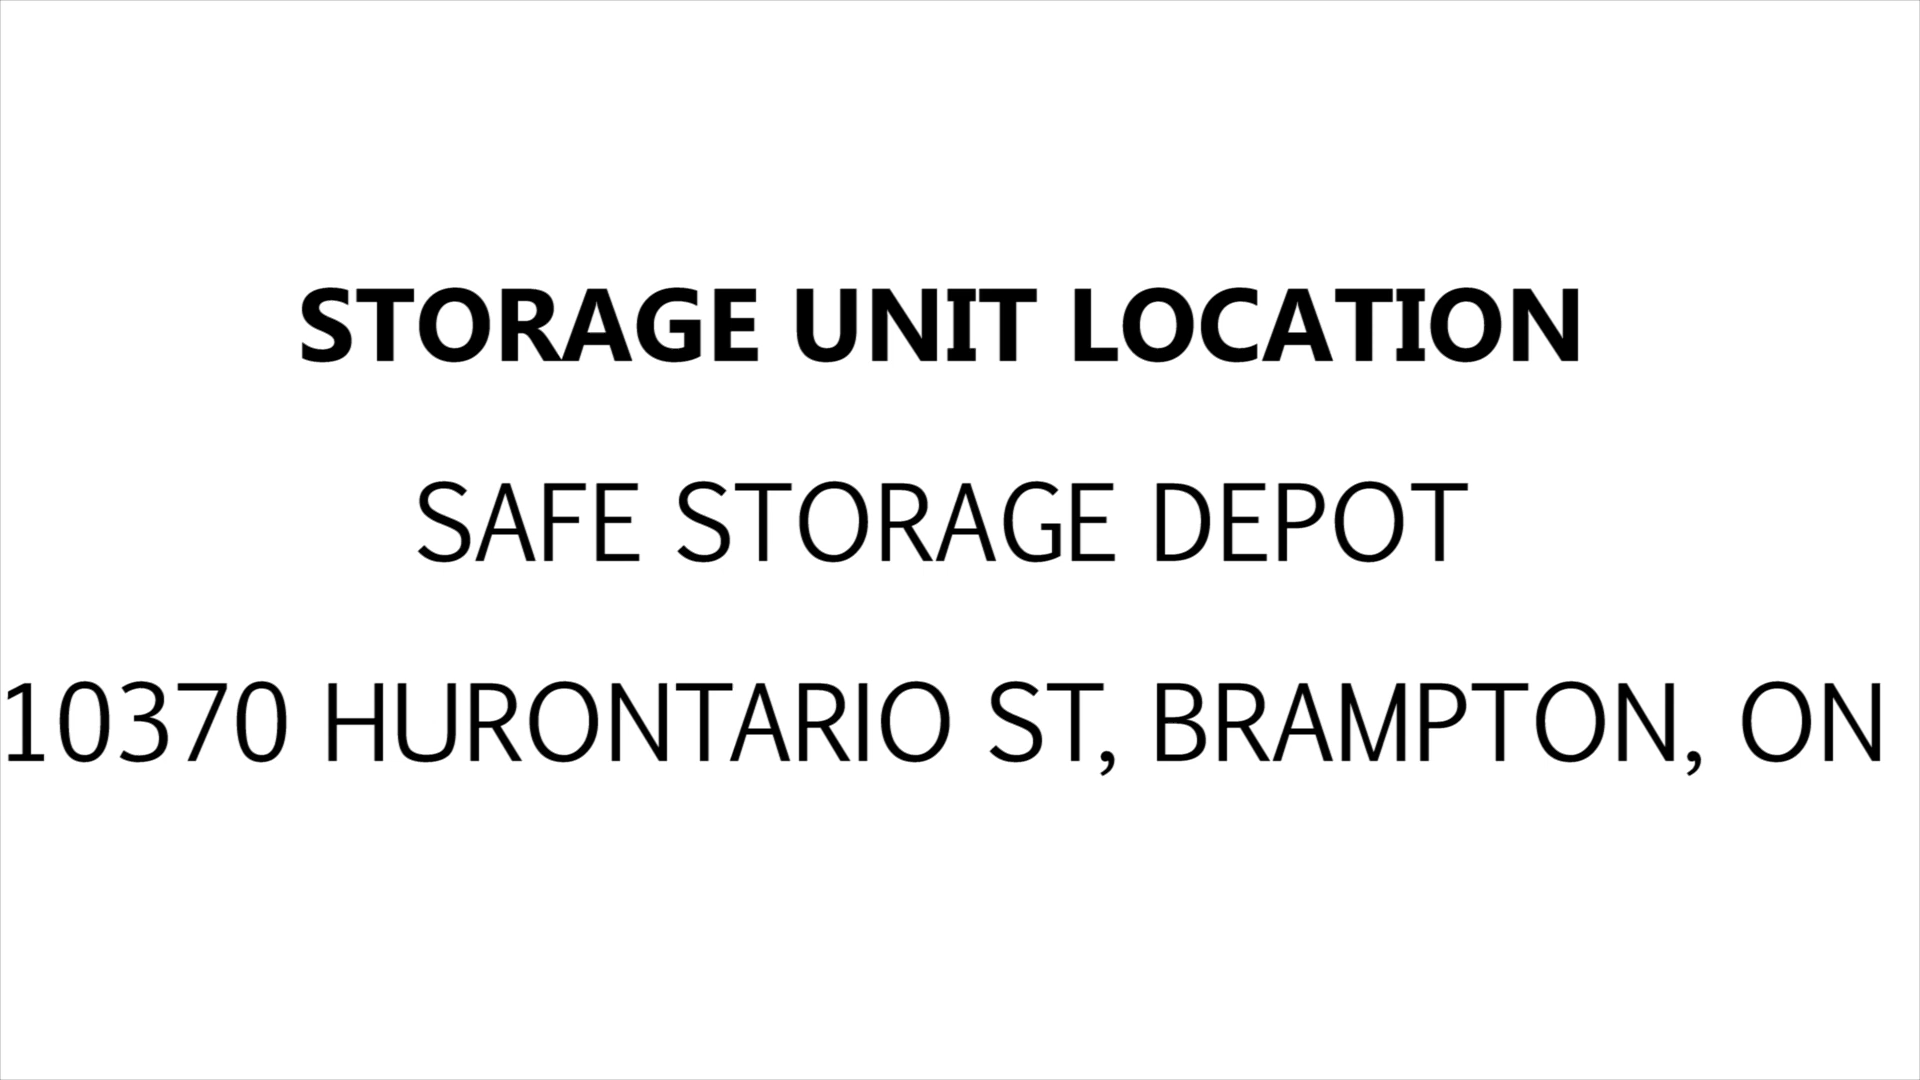 STORAGE UNIT LOCATION
SAFE STORAGE DEPOT
10370 HURONTARIO ST, BRAMPTON, ON